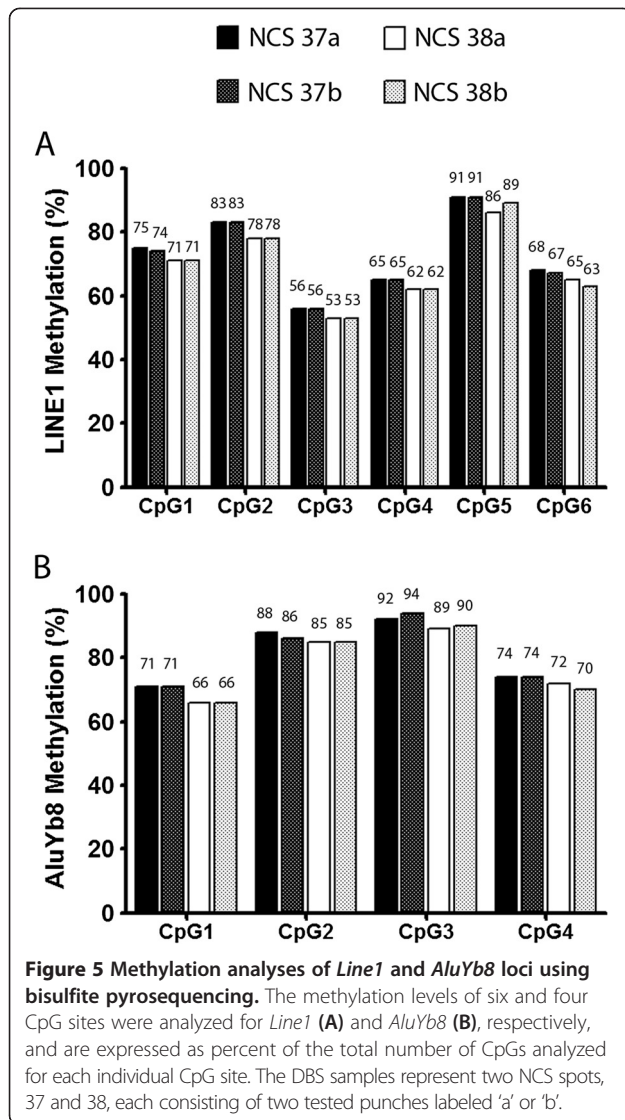 NCS 37a NCS 38a
NCS 37b NCS 38b
A
LINE1 Methylation (%)
100
80
60
40
20
0
75 74 71 71
83 83 78 78
56 56 53 53
65 65 62 62
91 91 86 89
68 67 65 63
CpG1 CpG2 CpG3 CpG4 CpG5 CpG6
B
AluYb8 Methylation (%)
100
80
60
40
20
0
71 71 66 66
88 86 85 85
92 94 89 90
74 74 72 70
CpG1 CpG2 CpG3 CpG4
Figure 5 Methylation analyses of Line1 and AluYb8 loci using
bisulfite pyrosequencing. The methylation levels of six and four
CpG sites were analyzed for Line1 (A) and AluYb8 (B), respectively,
and are expressed as percent of the total number of CpGs analyzed
for each individual CpG site. The DBS samples represent two NCS spots,
37 and 38, each consisting of two tested punches labeled ‘a’ or ‘b’.